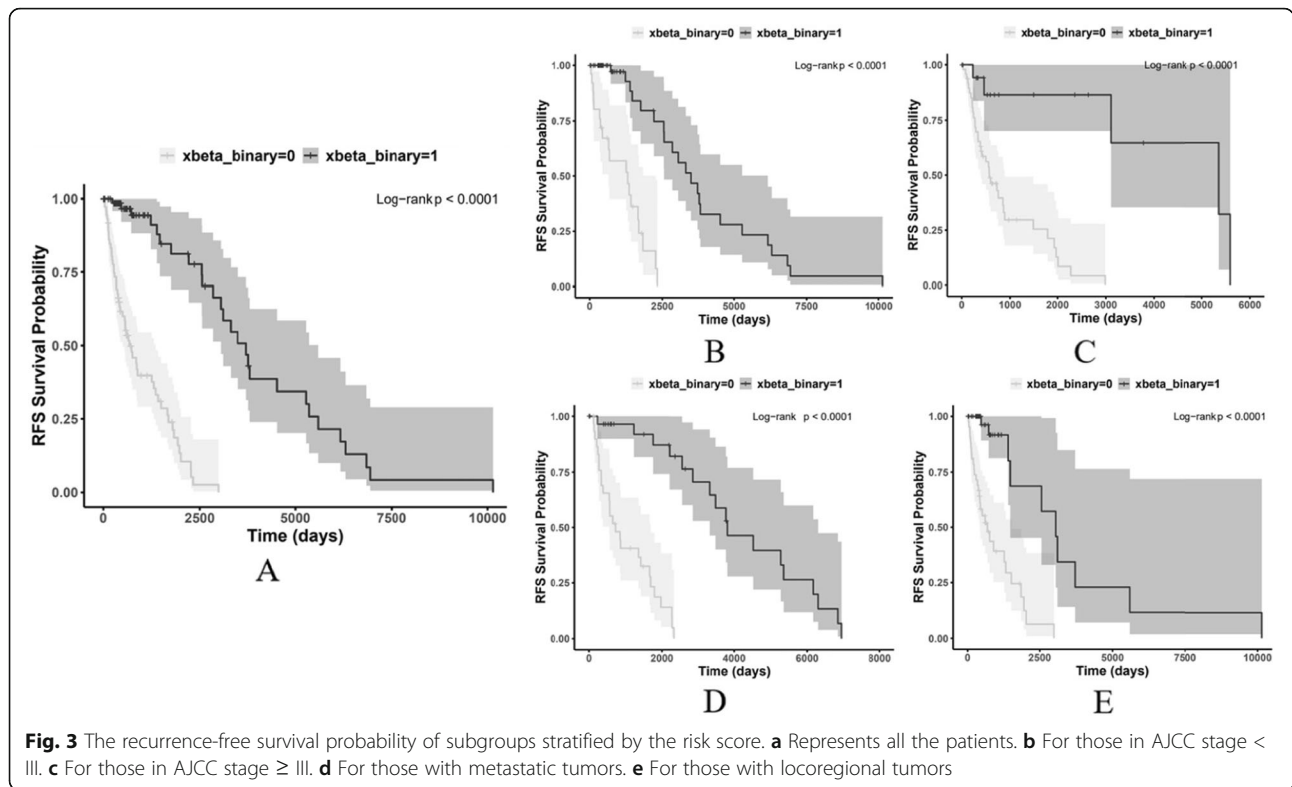 xbeta_binary=0 xbeta_binary=1
Log-rank p < 0.0001
RFS Survival Probability
1.00
0.75
0.50
0.25
0.00
0 2500 5000 7500 10000
Time (days)
A
xbeta_binary=0 xbeta_binary=1
Log-rank p < 0.0001
RFS Survival Probability
1.00
0.75
0.50
0.25
0.00
0 2500 5000 7500 10000
Time (days)
B
xbeta_binary=0 xbeta_binary=1
Log-rank p < 0.0001
RFS Survival Probability
1.00
0.75
0.50
0.25
0.00
0 1000 2000 3000 4000 5000 6000
Time (days)
C
xbeta_binary=0 xbeta_binary=1
Log-rank p < 0.0001
RFS Survival Probability
1.00
0.75
0.50
0.25
0.00
0 2000 4000 6000 8000
Time (days)
D
xbeta_binary=0 xbeta_binary=1
Log-rank p < 0.0001
RFS Survival Probability
1.00
0.75
0.50
0.25
0.00
0 2500 5000 7500 10000
Time (days)
E
Fig. 3 The recurrence-free survival probability of subgroups stratified by the risk score. a Represents all the patients. b For those in AJCC stage <
III. c For those in AJCC stage ≥ III. d For those with metastatic tumors. e For those with locoregional tumors